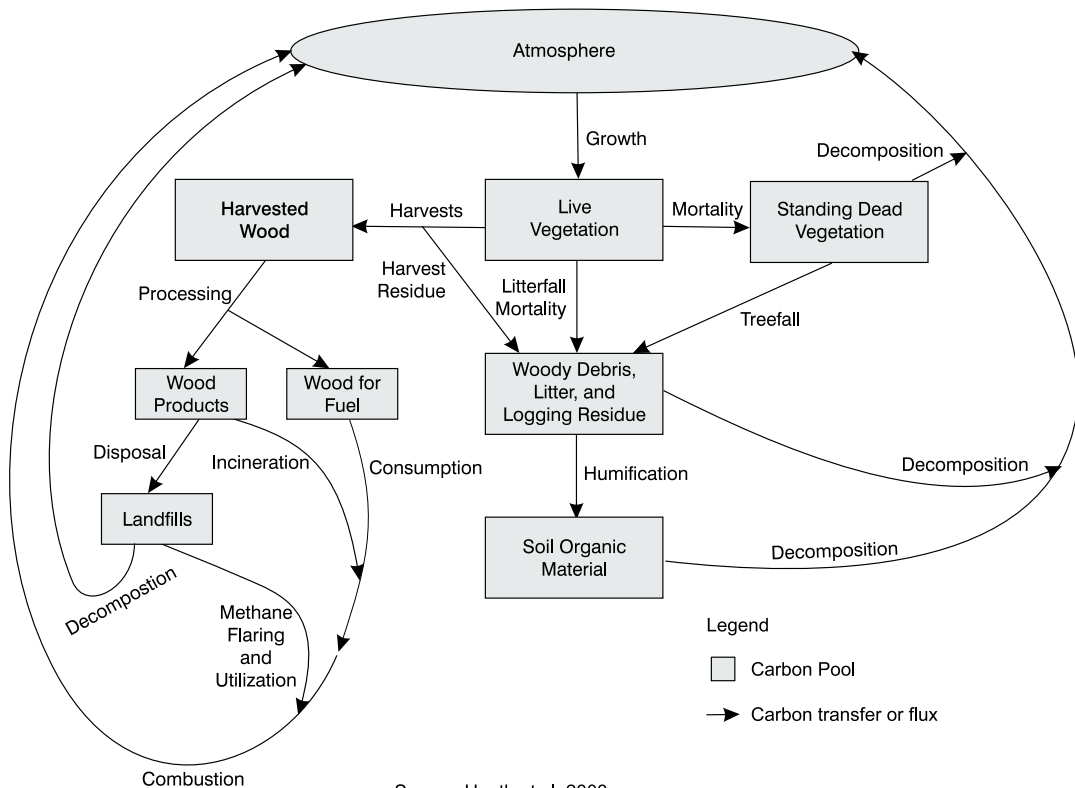 Atmosphere
Growth
Decomposition
Harvested
Wood
Harvests
Live
Vegetation
Mortality
Standing Dead
Vegetation
Harvest
Residue
Litterfall
Mortality
Processing
Treefall
Wood
Products
Wood for
Fuel
Woody Debris,
Litter, and
Logging Residue
Disposal
Incineration
Consumption
Decomposition
Humification
Landfills
Soil Organic
Material
Decomposition
Decompostion
Methane
Flaring
and
Utilization
Legend
Carbon Pool
Carbon transfer or flux
Combustion